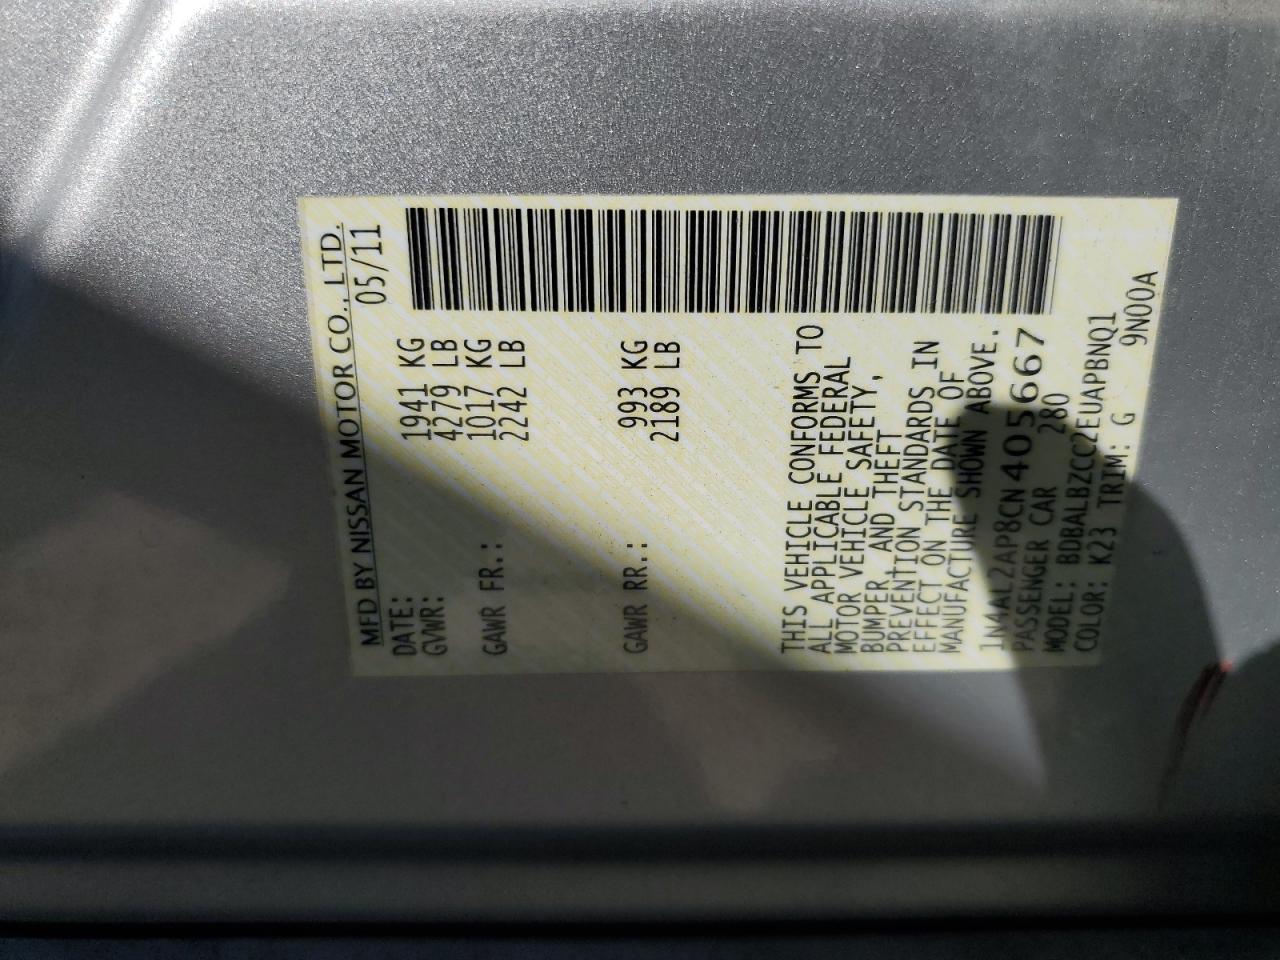 MFD BY NISSAN MOTOR CO., LTD.
DATE: 05/11
GVWR: 1941 KG
4279 LB
GAWR FR.: 1017 KG
2242 LB
GAWR RR.: 993 KG
2189 LB
THIS VEHICLE CONFORMS TO
ALL APPLICABLE FEDERAL
MOTOR VEHICLE SAFETY,
BUMPER AND THEFT
PREVENTION STANDARDS IN
EFFECT ON THE DATE OF
MANUFACTURE SHOWN ABOVE.
1N4AL2AP8CN405667
PASSENGER CAR 280
MODEL: BDBALBZCC2EUAPBNQ1
COLOR: K23 TRIM: G 9N00A